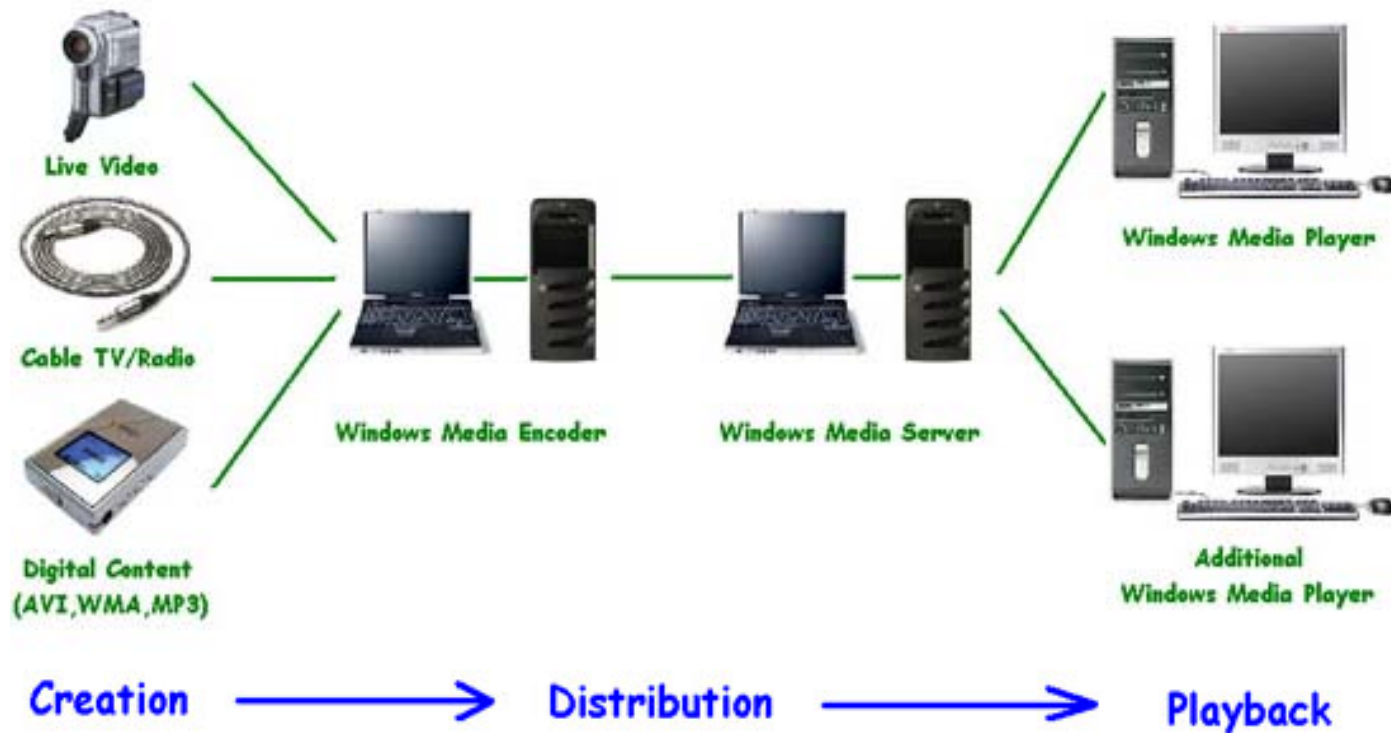 Live Video
Cable TV/Radio
Digital Content
(AVI,WMA,MP3)
Windows Media Encoder
Windows Media Server
Windows Media Player
Additional
Windows Media Player
Creation
Distribution
Playback